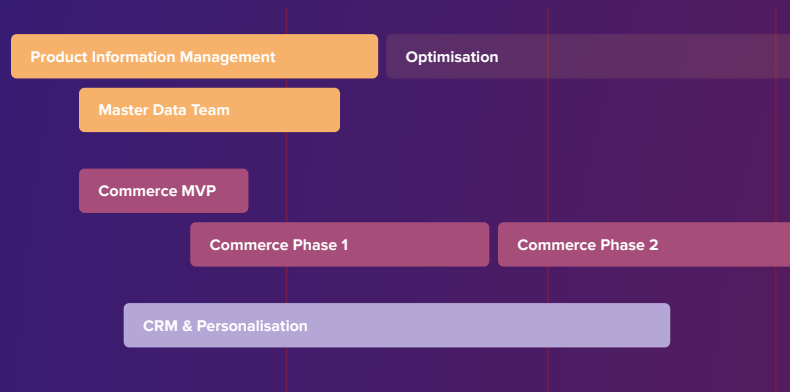 Product Information Management
Optimisation
Master Data Team
Commerce MVP
Commerce Phase 1
Commerce Phase 2
CRM & Personalisation